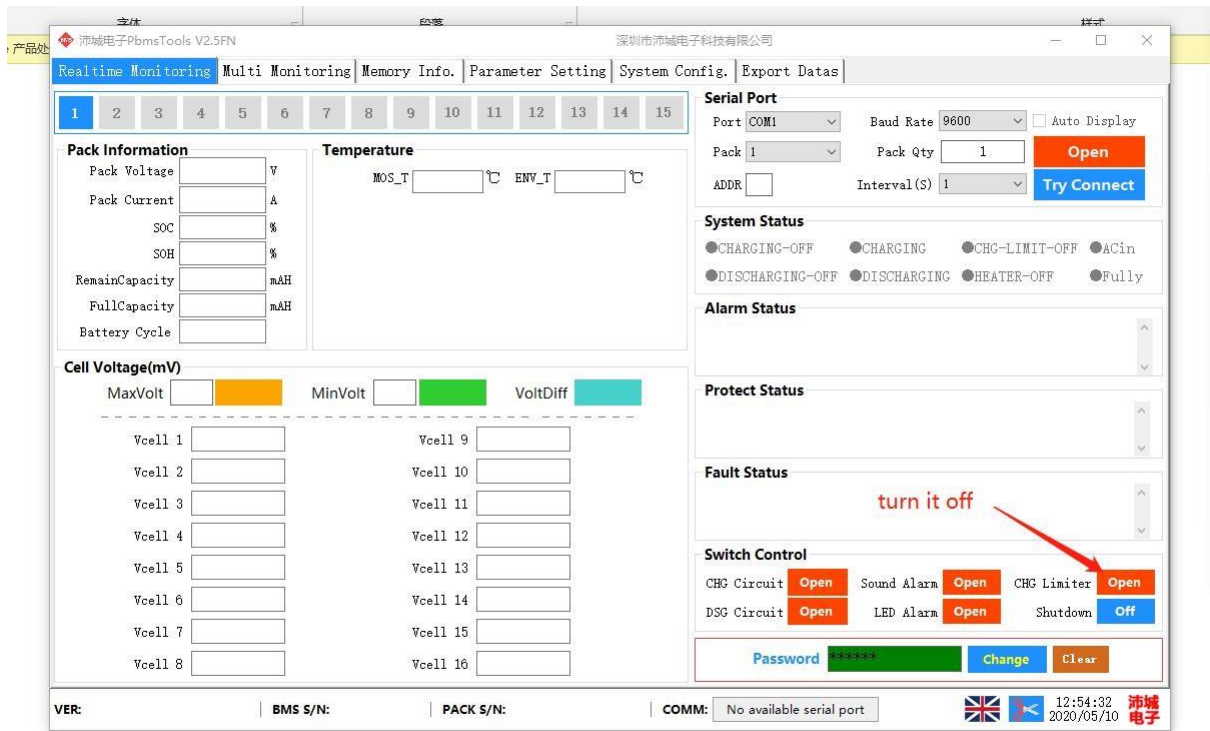 字体 段落 样式
产品处
沛城电子PbmsTools V2.5FN 深圳市沛城电子科技有限公司
Realtime Monitoring Multi Monitoring Memory Info. Parameter Setting System Config. Export Datas
1 2 3 4 5 6 7 8 9 10 11 12 13 14 15
Pack Information
Pack Voltage V
Pack Current A
SOC %
SOH %
RemainCapacity mAH
FullCapacity mAH
Battery Cycle
Temperature
MOS_T ℃ ENV_T ℃
Serial Port
Port COM1 Baud Rate 9600 Auto Display
Pack 1 Pack Qty 1 Open
ADDR Interval(S) 1 Try Connect
System Status
CHARGING-OFF CHARGING CHG-LIMIT-OFF ACin
DISCHARGING-OFF DISCHARGING HEATER-OFF Fully
Alarm Status
Protect Status
Fault Status
turn it off
Cell Voltage(mV)
MaxVolt MinVolt VoltDiff
Vcell 1 Vcell 9
Vcell 2 Vcell 10
Vcell 3 Vcell 11
Vcell 4 Vcell 12
Vcell 5 Vcell 13
Vcell 6 Vcell 14
Vcell 7 Vcell 15
Vcell 8 Vcell 16
Switch Control
CHG Circuit Open Sound Alarm Open CHG Limiter Open
DSG Circuit Open LED Alarm Open Shutdown Off
Password ****** Change Clear
VER: BMS S/N: PACK S/N: COMM: No available serial port
12:54:32
2020/05/10
沛城
电子